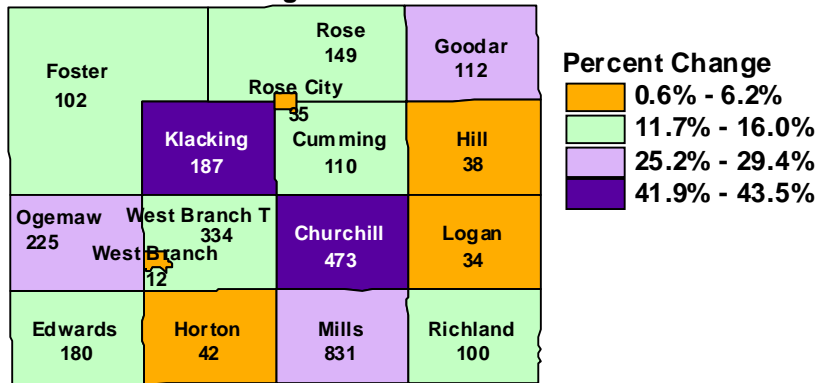 Rose
149
Goodar
112
Foster
102
Rose City
35
Klacking
187
Cumming
110
Hill
38
Ogemaw
225
West Branch T
334
West Branch
12
Churchill
473
Logan
34
Edwards
180
Horton
42
Mills
831
Richland
100
Percent Change
0.6% - 6.2%
11.7% - 16.0%
25.2% - 29.4%
41.9% - 43.5%